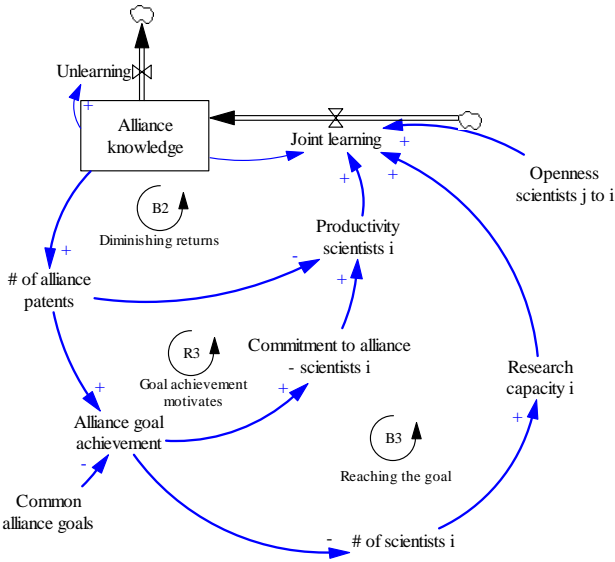 Unlearning
+
Alliance
knowledge
Joint learning
+
+
+
Openness
scientists j to i
B2
Diminishing returns
Productivity
scientists i
+
-
+
# of alliance
patents
R3
Goal achievement
motivates
Commitment to alliance
- scientists i
+
Research
capacity i
+
+
Alliance goal
achievement
-
B3
Reaching the goal
Common
alliance goals
-
# of scientists i